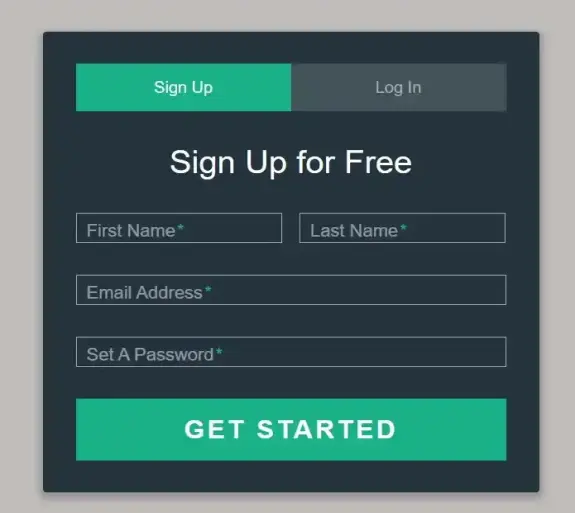 Sign Up Log In
Sign Up for Free
First Name* Last Name*
Email Address*
Set A Password*
GET STARTED